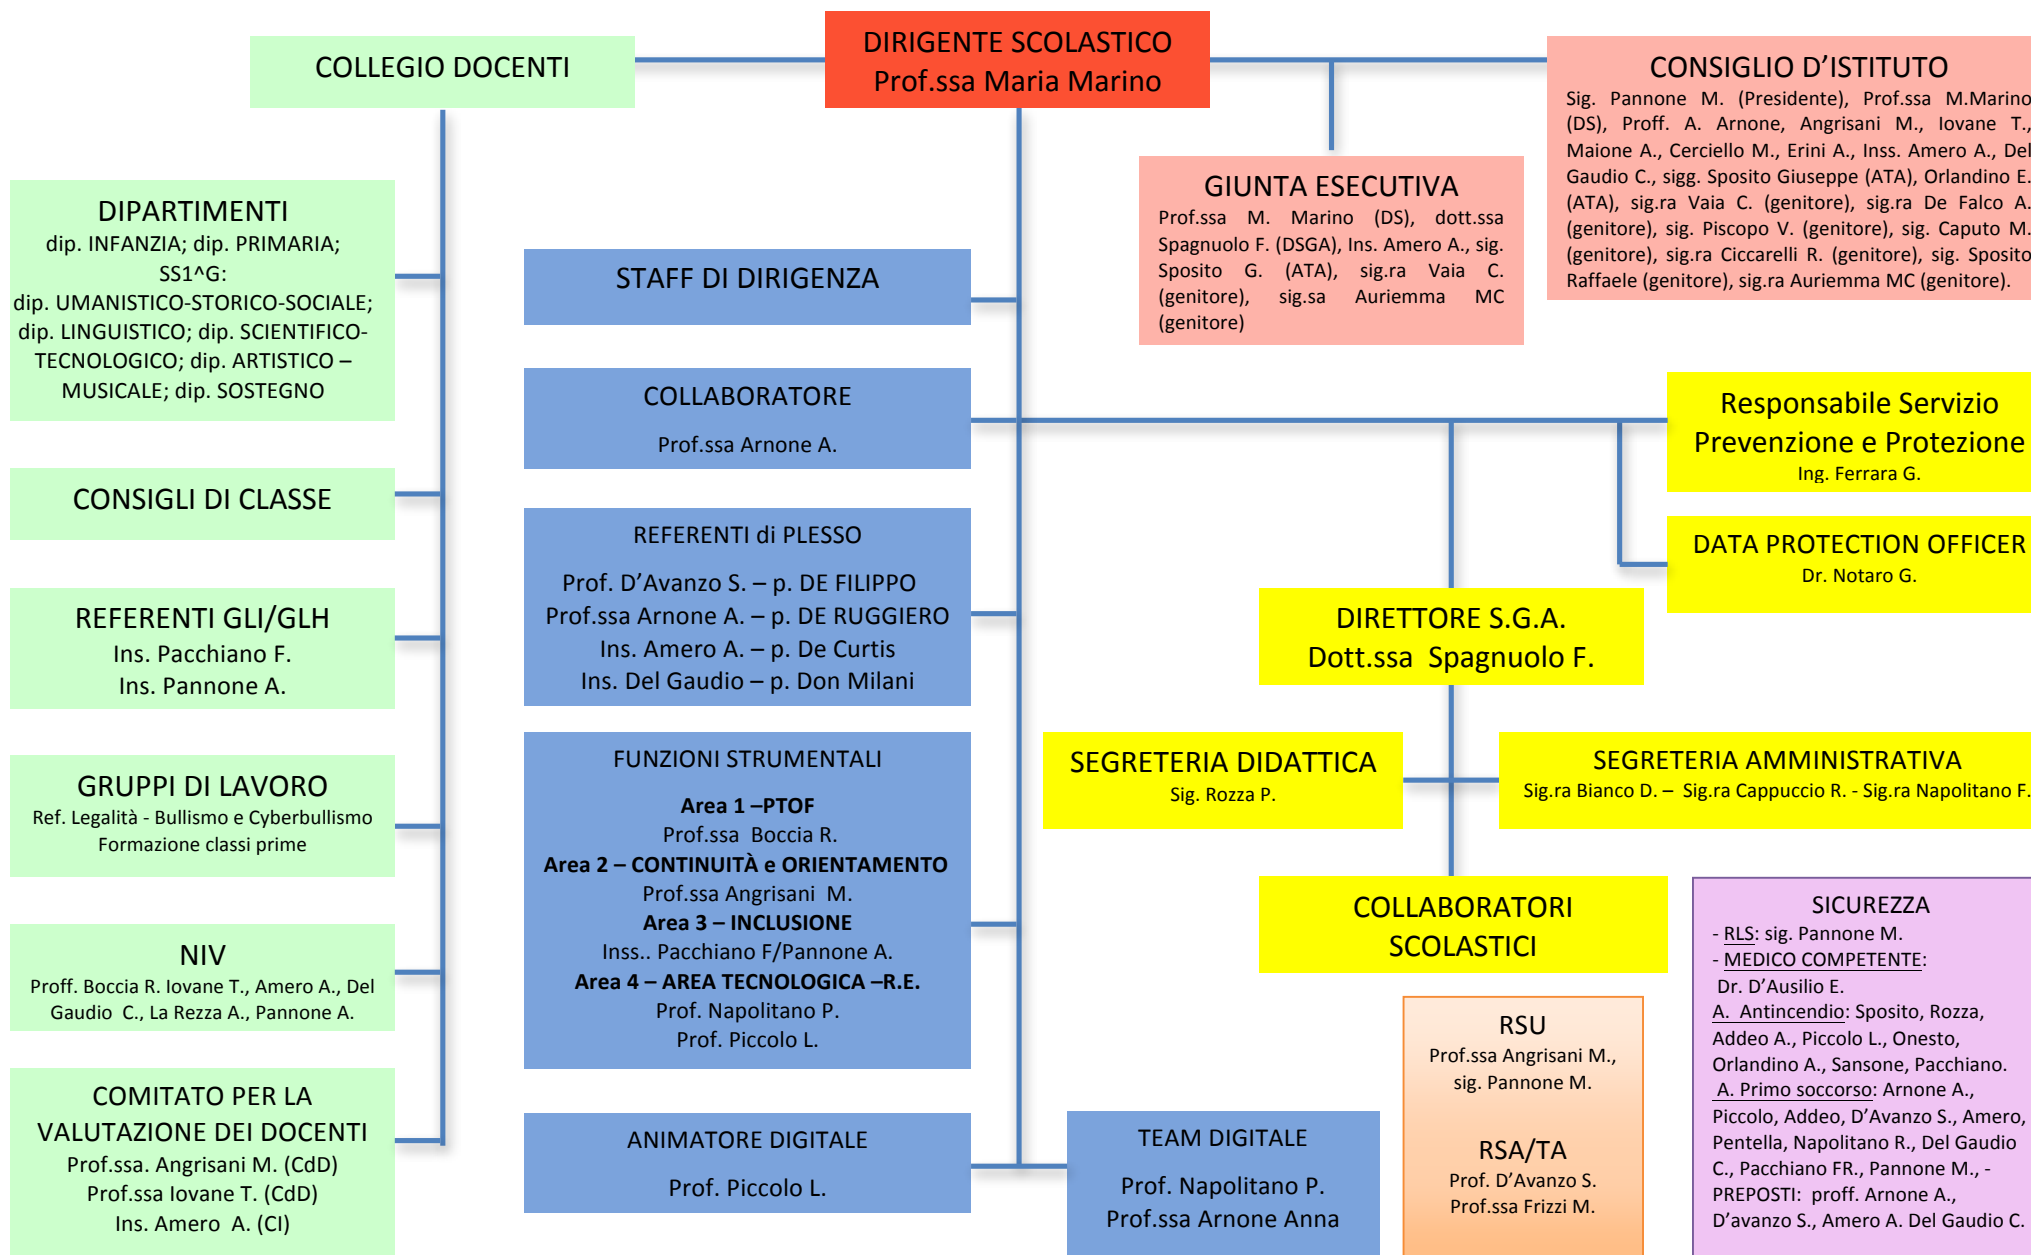 COLLEGIO DOCENTI
DIRIGENTE SCOLASTICO
Prof.ssa Maria Marino
CONSIGLIO D’ISTITUTO
Sig. Pannone M. (Presidente), Prof.ssa M.Marino
(DS), Proff. A. Arnone, Angrisani M., Iovane T.,
Maione A., Cerciello M., Erini A., Inss. Amero A., Del
Gaudio C., sigg. Sposito Giuseppe (ATA), Orlandino E.
(ATA), sig.ra Vaia C. (genitore), sig.ra De Falco A.
(genitore), sig. Piscopo V. (genitore), sig. Caputo M.
(genitore), sig.ra Ciccarelli R. (genitore), sig. Sposito
Raffaele (genitore), sig.ra Auriemma MC (genitore).
GIUNTA ESECUTIVA
Prof.ssa M. Marino (DS), dott.ssa
Spagnuolo F. (DSGA), Ins. Amero A., sig.
Sposito G. (ATA), sig.ra Vaia C.
(genitore), sig.sa Auriemma MC
(genitore)
DIPARTIMENTI
dip. INFANZIA; dip. PRIMARIA;
SS1^G:
dip. UMANISTICO-STORICO-SOCIALE;
dip. LINGUISTICO; dip. SCIENTIFICO-
TECNOLOGICO; dip. ARTISTICO –
MUSICALE; dip. SOSTEGNO
CONSIGLI DI CLASSE
REFERENTI GLI/GLH
Ins. Pacchiano F.
Ins. Pannone A.
GRUPPI DI LAVORO
Ref. Legalità - Bullismo e Cyberbullismo
Formazione classi prime
NIV
Proff. Boccia R. Iovane T., Amero A., Del
Gaudio C., La Rezza A., Pannone A.
COMITATO PER LA
VALUTAZIONE DEI DOCENTI
Prof.ssa. Angrisani M. (CdD)
Prof.ssa Iovane T. (CdD)
Ins. Amero A. (CI)
STAFF DI DIRIGENZA
COLLABORATORE
Prof.ssa Arnone A.
REFERENTI di PLESSO
Prof. D’Avanzo S. – p. DE FILIPPO
Prof.ssa Arnone A. – p. DE RUGGIERO
Ins. Amero A. – p. De Curtis
Ins. Del Gaudio – p. Don Milani
FUNZIONI STRUMENTALI
Area 1 –PTOF
Prof.ssa Boccia R.
Area 2 – CONTINUITÀ e ORIENTAMENTO
Prof.ssa Angrisani M.
Area 3 – INCLUSIONE
Inss.. Pacchiano F/Pannone A.
Area 4 – AREA TECNOLOGICA –R.E.
Prof. Napolitano P.
Prof. Piccolo L.
ANIMATORE DIGITALE
Prof. Piccolo L.
TEAM DIGITALE
Prof. Napolitano P.
Prof.ssa Arnone Anna
Responsabile Servizio
Prevenzione e Protezione
Ing. Ferrara G.
DATA PROTECTION OFFICER
Dr. Notaro G.
DIRETTORE S.G.A.
Dott.ssa Spagnuolo F.
SEGRETERIA DIDATTICA
Sig. Rozza P.
SEGRETERIA AMMINISTRATIVA
Sig.ra Bianco D. – Sig.ra Cappuccio R. - Sig.ra Napolitano F.
COLLABORATORI
SCOLASTICI
RSU
Prof.ssa Angrisani M.,
sig. Pannone M.
RSA/TA
Prof. D’Avanzo S.
Prof.ssa Frizzi M.
SICUREZZA
- RLS: sig. Pannone M.
- MEDICO COMPETENTE:
Dr. D’Ausilio E.
A. Antincendio: Sposito, Rozza,
Addeo A., Piccolo L., Onesto,
Orlandino A., Sansone, Pacchiano.
A. Primo soccorso: Arnone A.,
Piccolo, Addeo, D’Avanzo S., Amero,
Pentella, Napolitano R., Del Gaudio
C., Pacchiano FR., Pannone M., -
PREPOSTI: proff. Arnone A.,
D’avanzo S., Amero A. Del Gaudio C.